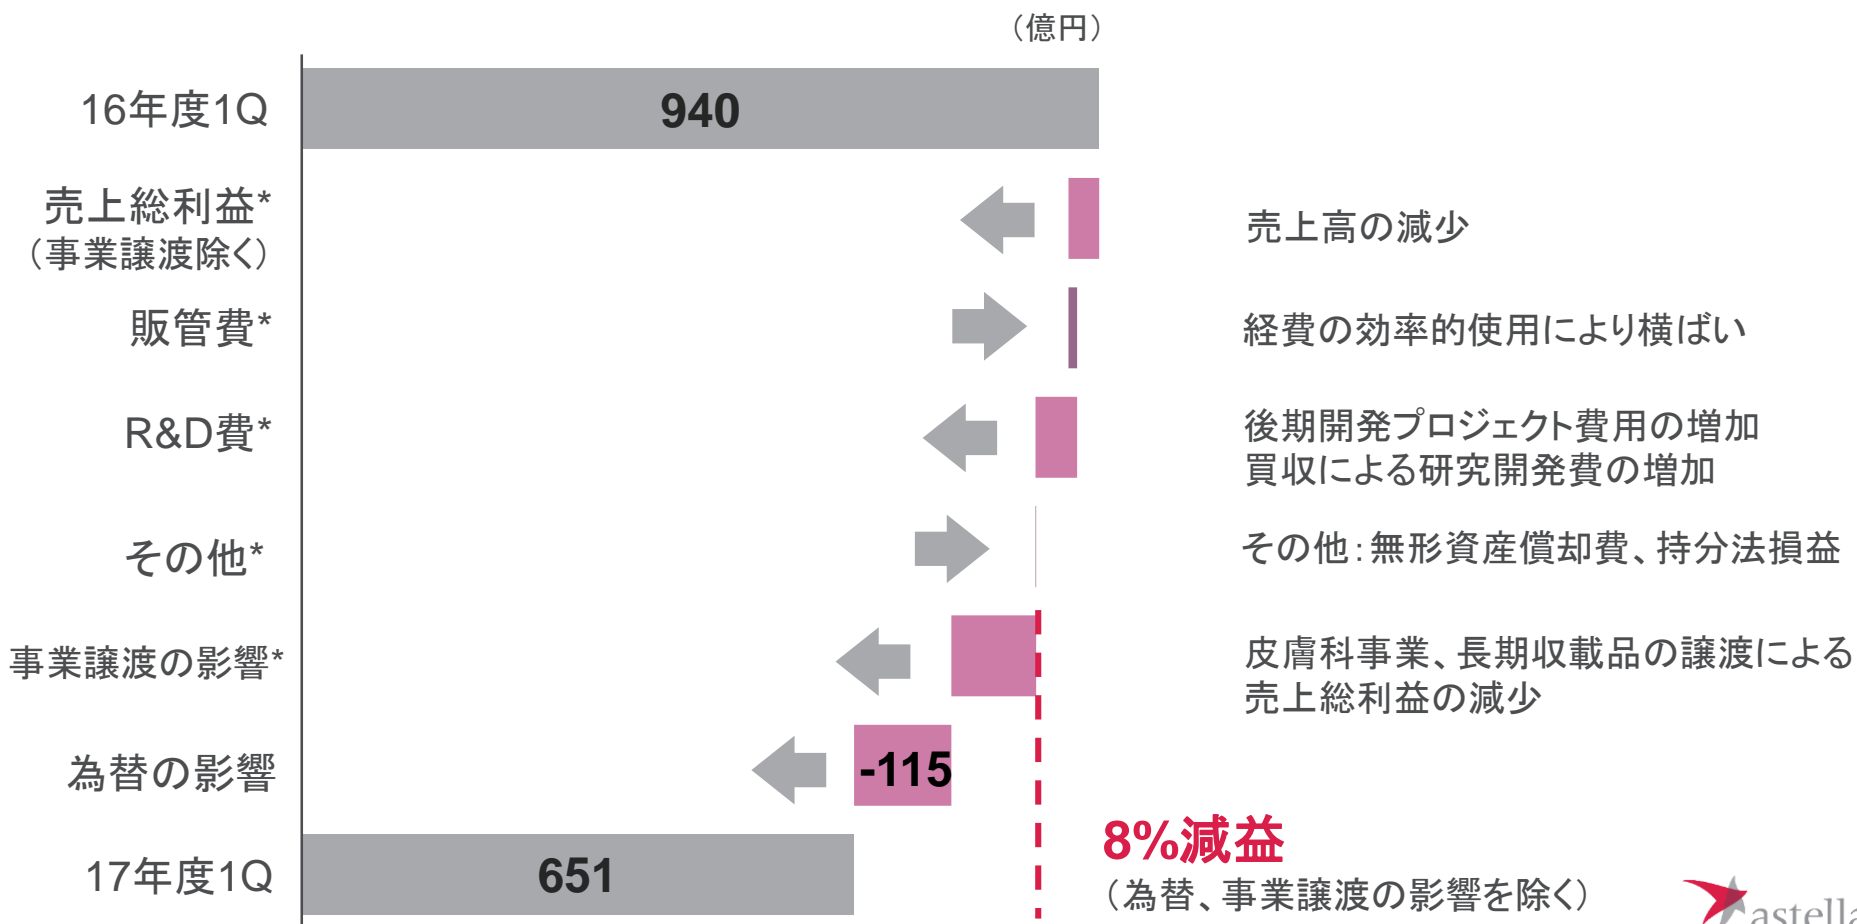 （億円）
16年度1Q
940
売上総利益*
（事業譲渡除く）
売上高の減少
販管費*
経費の効率的使用により横ばい
R&D費*
後期開発プロジェクト費用の増加
買収による研究開発費の増加
その他*
その他：無形資産償却費、持分法損益
事業譲渡の影響*
皮膚科事業、長期収載品の譲渡による
売上総利益の減少
為替の影響
-115
8%減益
（為替、事業譲渡の影響を除く）
17年度1Q
651
astella